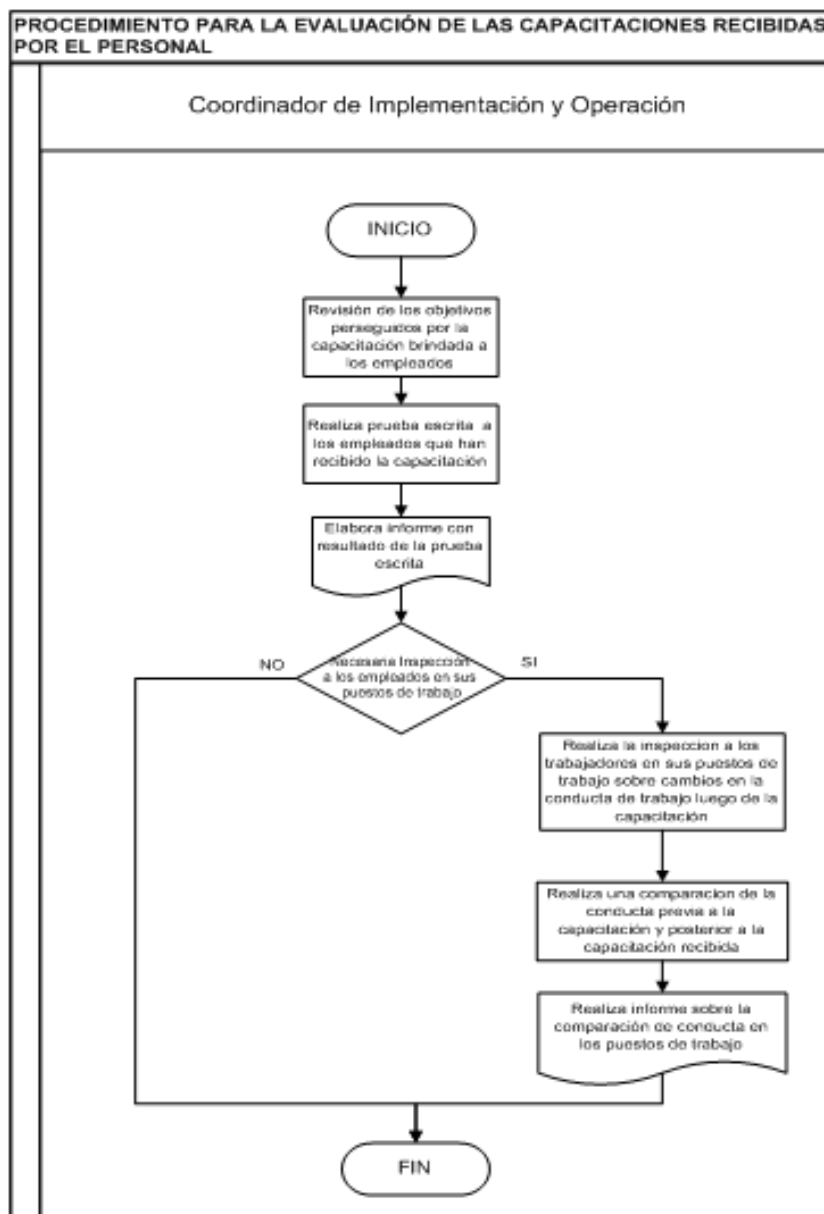 PROCEDIMIENTO PARA LA EVALUACIÓN DE LAS CAPACITACIONES RECIBIDAS
POR EL PERSONAL
Coordinador de Implementación y Operación
INICIO
Revisión de los objetivos
perseguidos por la
capacitación brindada a
los empleados
Realiza prueba escrita a
los empleados que han
recibido la capacitación
Elabora informe con
resultado de la prueba
escrita
Necesaria Inspección
a los empleados en sus
puestos de trabajo
NO
SI
Realiza la inspeccion a los
trabajadores en sus puestos de
trabajo sobre cambios en la
conducta de trabajo luego de la
capacitación
Realiza una comparacion de la
conducta previa a la
capacitación y posterior a la
capacitación recibida
Realiza informe sobre la
comparación de conducta en
los puestos de trabajo
FIN